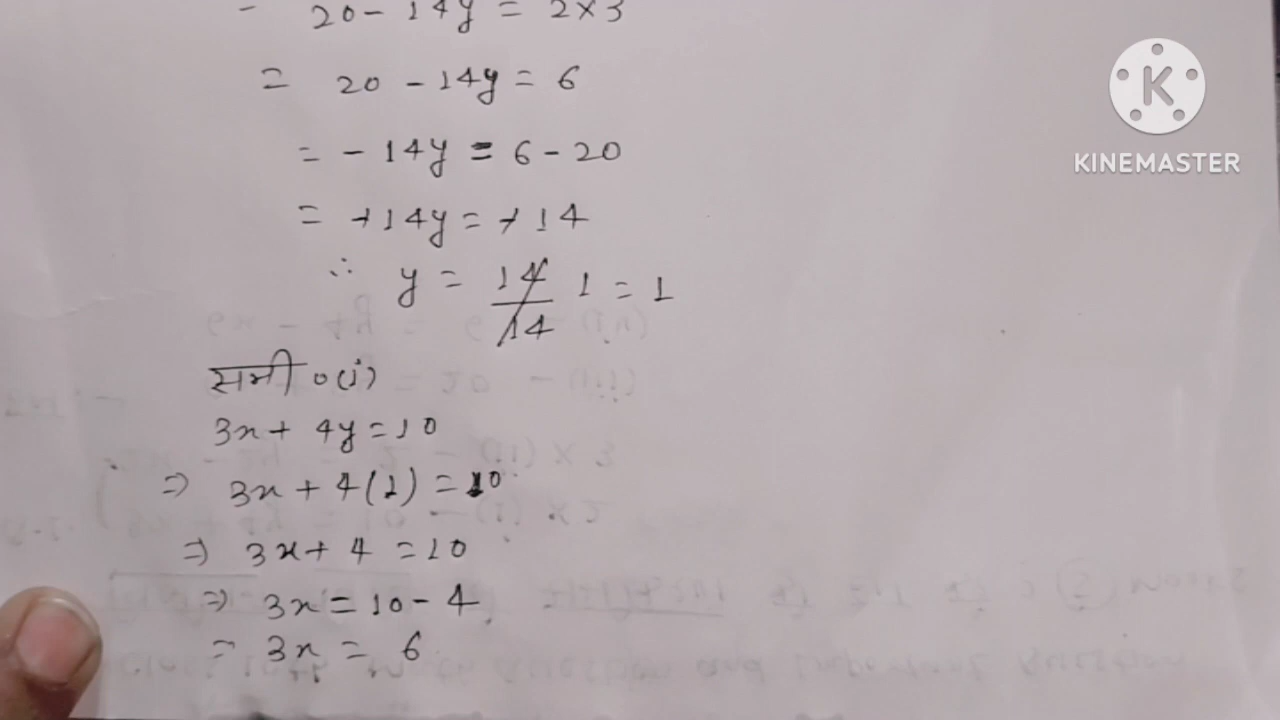 = 20 - 14y = 2×3
= 20 - 14y = 6
= - 14y = 6 - 20
= -14y = -14
∴ y = 14/14 1 = 1
समी०(i)
3x + 4y = 10
⇒ 3x + 4(1) = 10
⇒ 3x + 4 = 10
⇒ 3x = 10 - 4
= 3x = 6
K
KINEMASTER